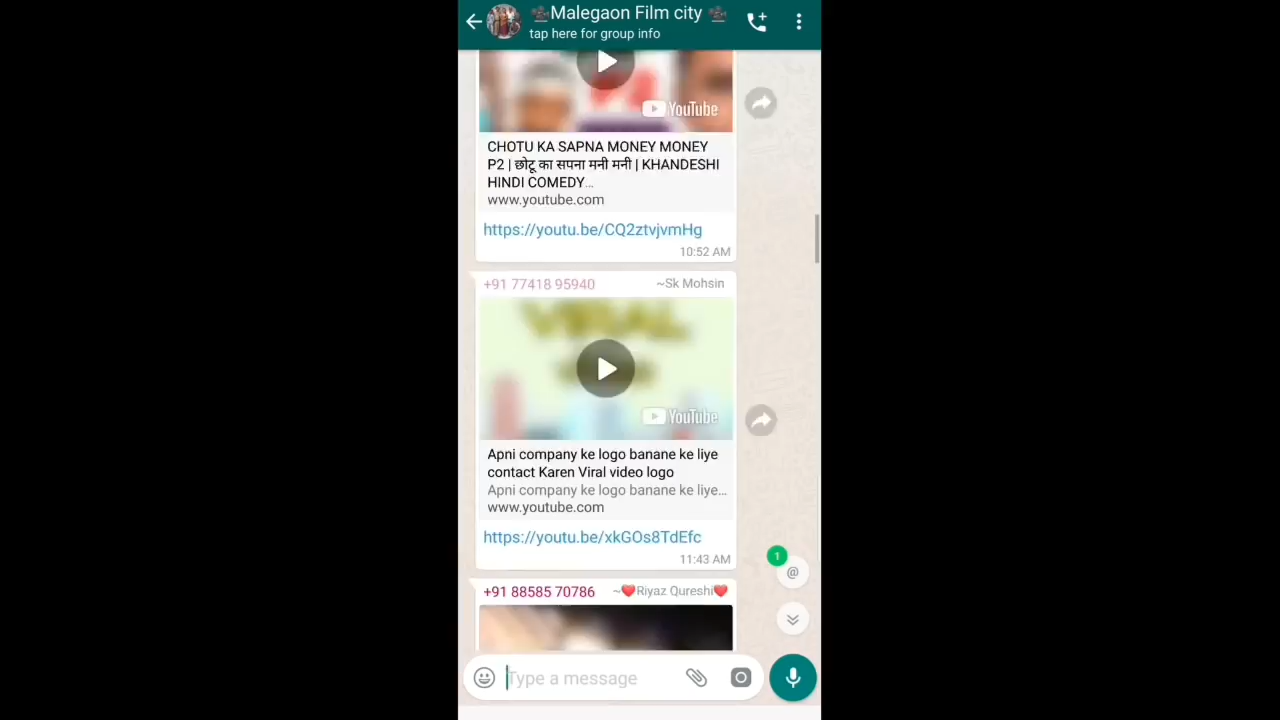 Malegaon Film city
tap here for group info
YouTube
CHOTU KA SAPNA MONEY MONEY
P2 | छोटू का सपना मनी मनी | KHANDESHI
HINDI COMEDY...
www.youtube.com
https://youtu.be/CQ2ztvjvmHg
10:52 AM
+91 77418 95940 ~Sk Mohsin
VIRAL
YouTube
Apni company ke logo banane ke liye
contact Karen Viral video logo
Apni company ke logo banane ke liye...
www.youtube.com
https://youtu.be/xkGOs8TdEfc
11:43 AM
1
@
+91 88585 70786 ~❤️Riyaz Qureshi❤️
Type a message